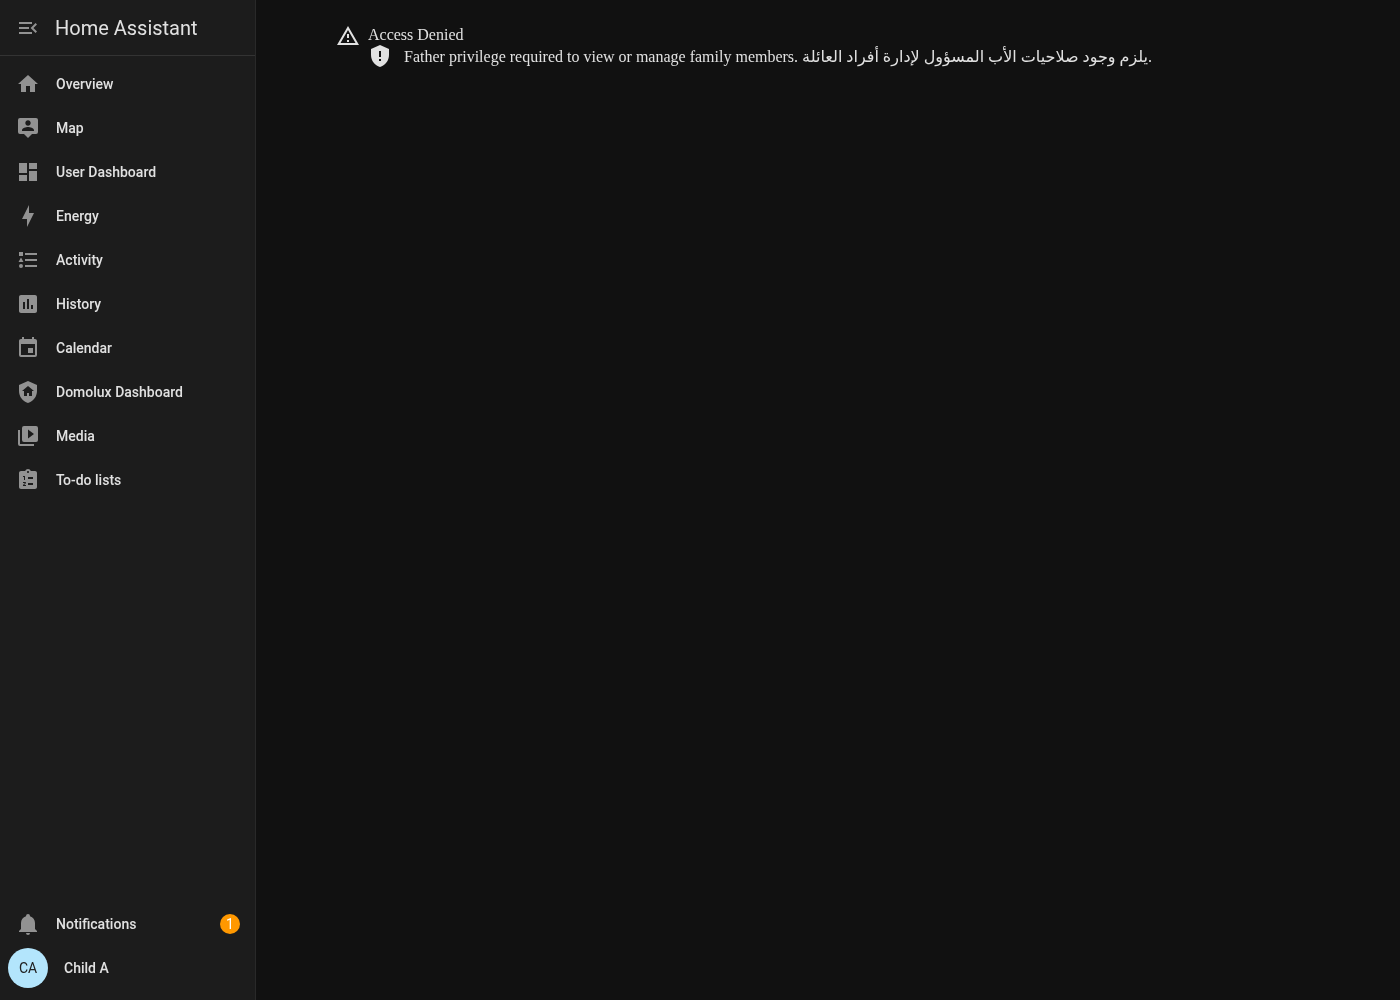 Home Assistant
Overview
Map
User Dashboard
Energy
Activity
History
Calendar
Domolux Dashboard
Media
To-do lists
Notifications 1
CA Child A
Access Denied
Father privilege required to view or manage family members. يلزم وجود صلاحيات الأب المسؤول لإدارة أفراد العائلة.